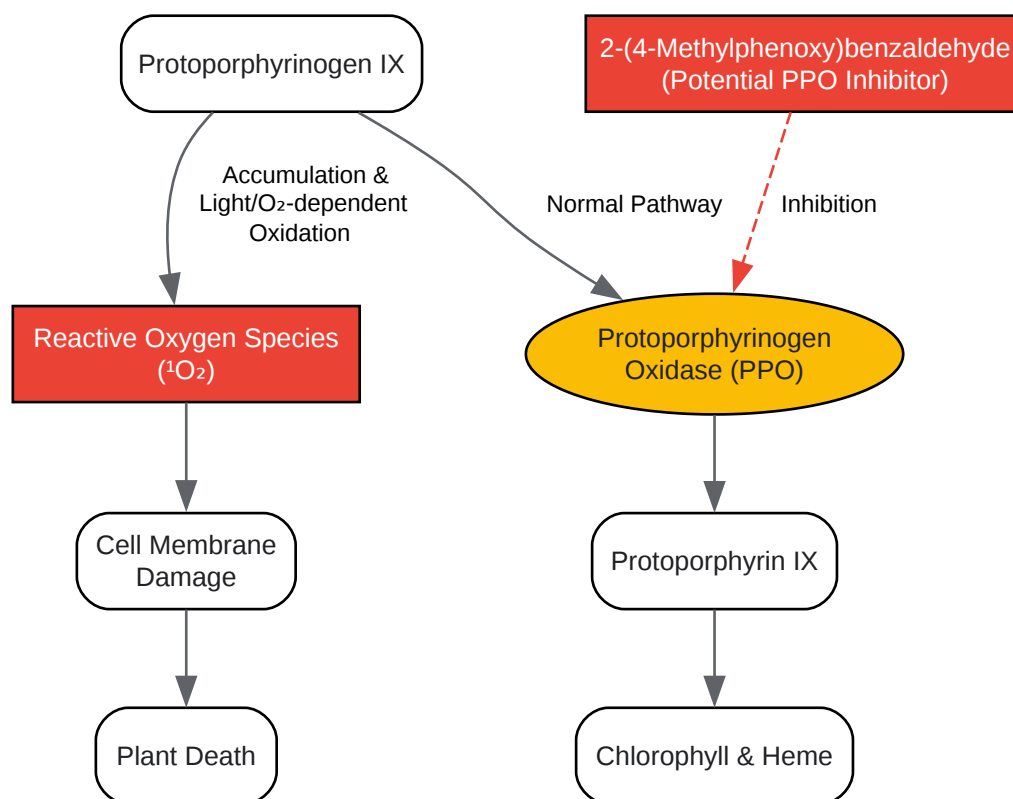 Protoporphyrinogen IX
2-(4-Methylphenoxy)benzaldehyde
(Potential PPO Inhibitor)
Accumulation &
Light/O₂-dependent
Oxidation
Normal Pathway
Inhibition
Reactive Oxygen Species
(¹O₂)
Protoporphyrinogen
Oxidase (PPO)
Cell Membrane
Damage
Protoporphyrin IX
Plant Death
Chlorophyll & Heme